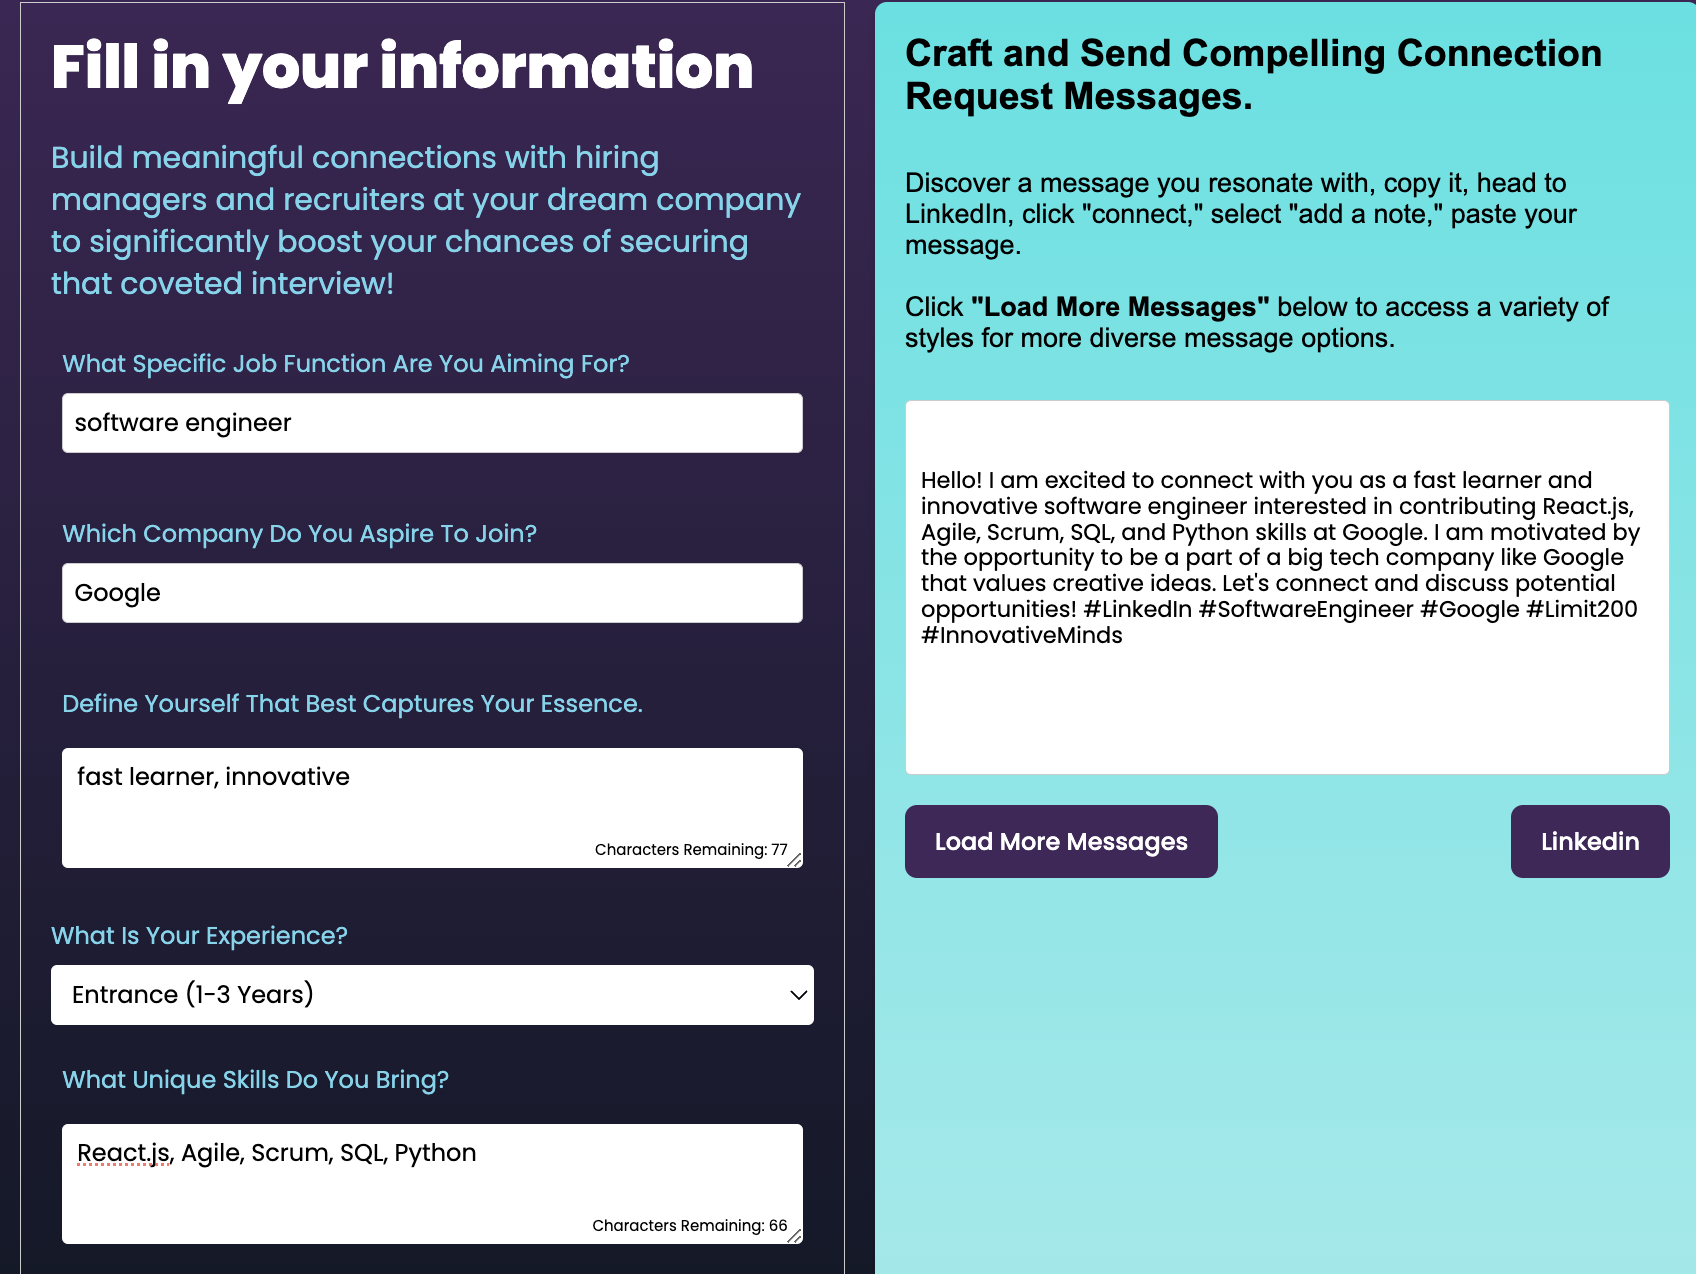 Fill in your information
Build meaningful connections with hiring
managers and recruiters at your dream company
to significantly boost your chances of securing
that coveted interview!
What Specific Job Function Are You Aiming For?
software engineer
Which Company Do You Aspire To Join?
Google
Define Yourself That Best Captures Your Essence.
fast learner, innovative
Characters Remaining: 77
What Is Your Experience?
Entrance (1-3 Years)
What Unique Skills Do You Bring?
React.js, Agile, Scrum, SQL, Python
Characters Remaining: 66
Craft and Send Compelling Connection
Request Messages.
Discover a message you resonate with, copy it, head to
LinkedIn, click "connect," select "add a note," paste your
message.
Click "Load More Messages" below to access a variety of
styles for more diverse message options.
Hello! I am excited to connect with you as a fast learner and
innovative software engineer interested in contributing React.js,
Agile, Scrum, SQL, and Python skills at Google. I am motivated by
the opportunity to be a part of a big tech company like Google
that values creative ideas. Let's connect and discuss potential
opportunities! #LinkedIn #SoftwareEngineer #Google #Limit200
#InnovativeMinds
Load More Messages
Linkedin